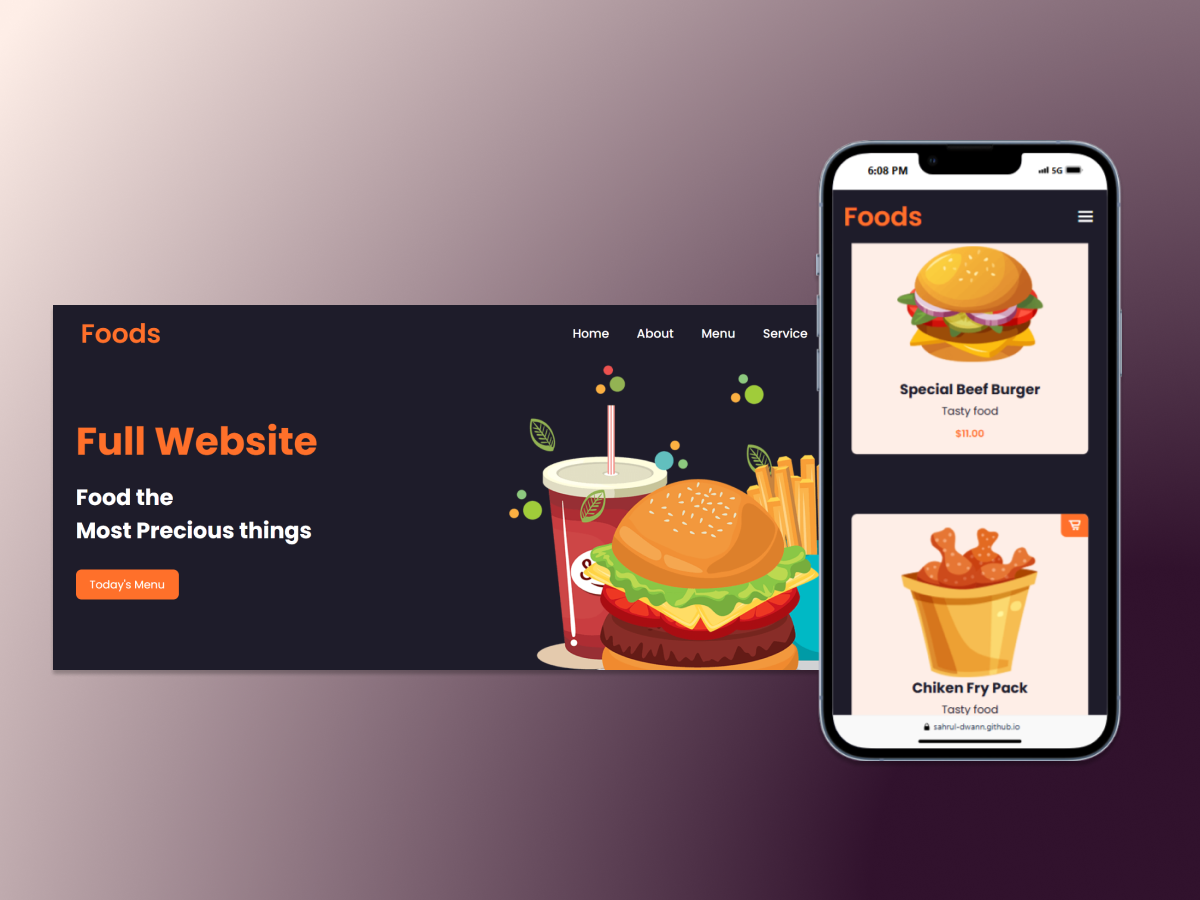 Foods
Home About Menu Service
Full Website
Food the
Most Precious things
Today's Menu
6:08 PM
5G
Foods
Special Beef Burger
Tasty food
$11.00
Chiken Fry Pack
Tasty food
sahrul-dwann.github.io